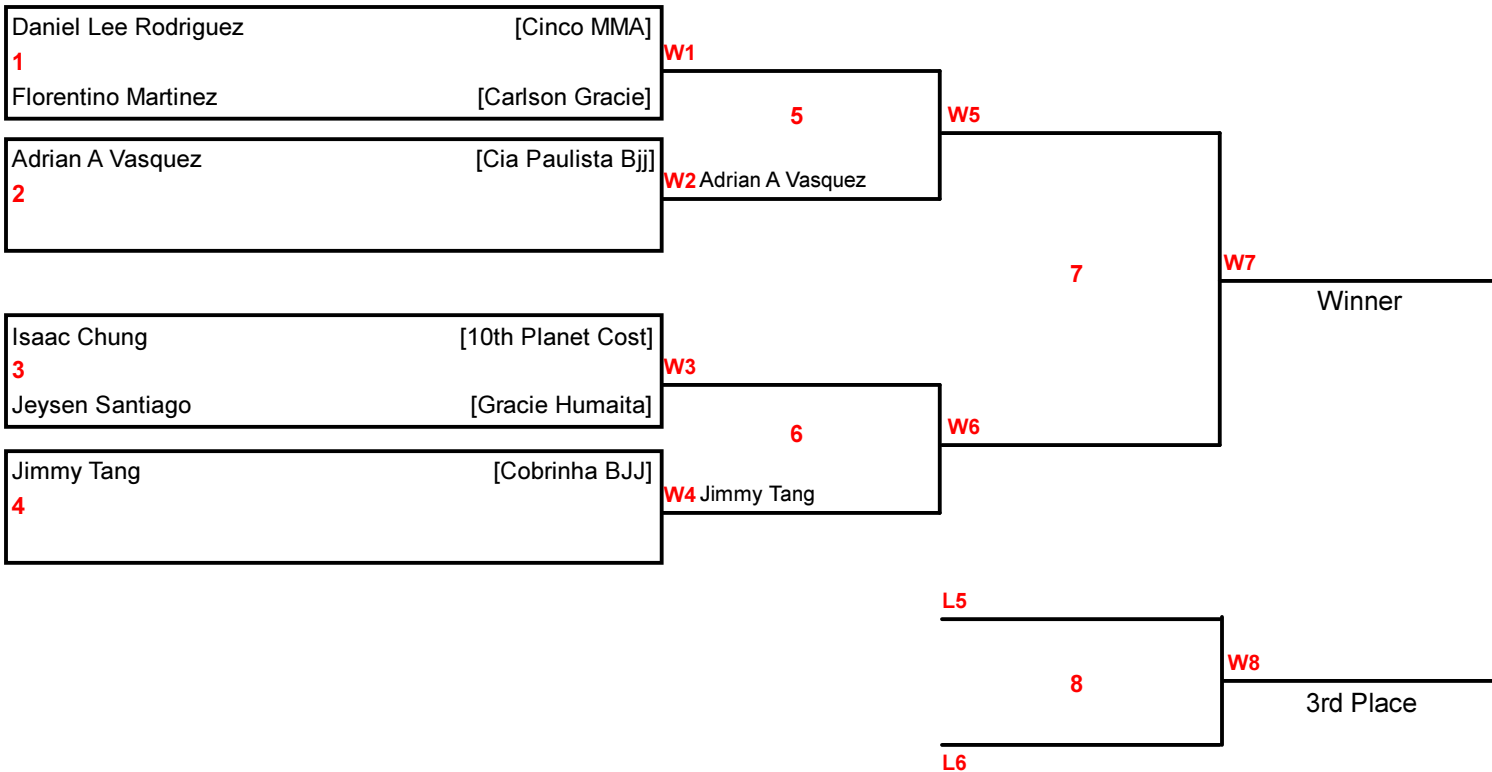 Daniel Lee Rodriguez [Cinco MMA]
1
Florentino Martinez [Carlson Gracie]
W1
5
W5
Adrian A Vasquez [Cia Paulista Bjj]
2
W2 Adrian A Vasquez
7
W7
Winner
Isaac Chung [10th Planet Cost]
3
Jeysen Santiago [Gracie Humaita]
W3
6
W6
Jimmy Tang [Cobrinha BJJ]
4
W4 Jimmy Tang
L5
8
W8
3rd Place
L6